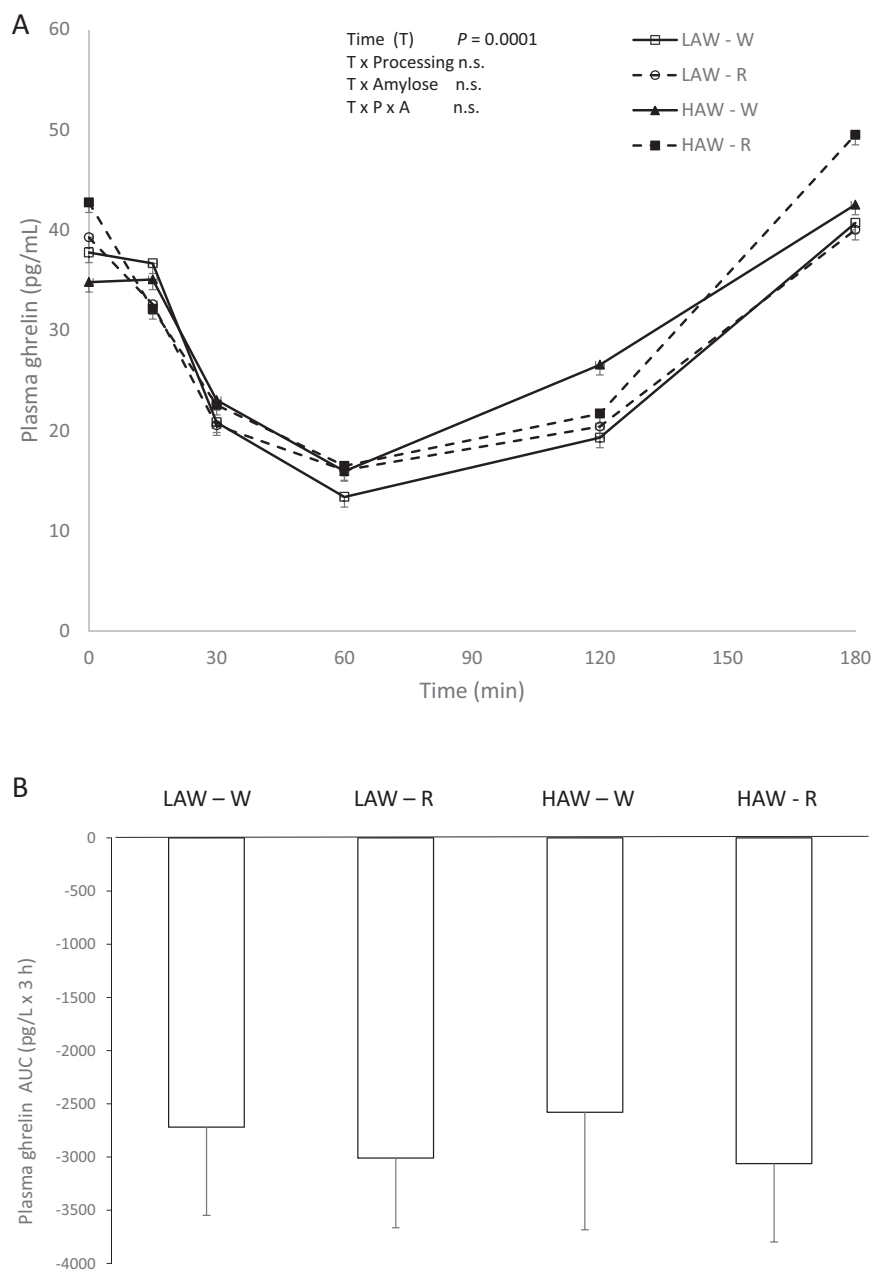 A
60
50
40
30
20
10
0
Plasma ghrelin (pg/mL)
Time (T) P = 0.0001
T x Processing n.s.
T x Amylose n.s.
T x P x A n.s.
LAW - W
LAW - R
HAW - W
HAW - R
0 30 60 90 120 150 180
Time (min)
B
LAW – W LAW – R HAW – W HAW - R
0
-500
-1000
-1500
-2000
-2500
-3000
-3500
-4000
Plasma ghrelin AUC (pg/L x 3 h)